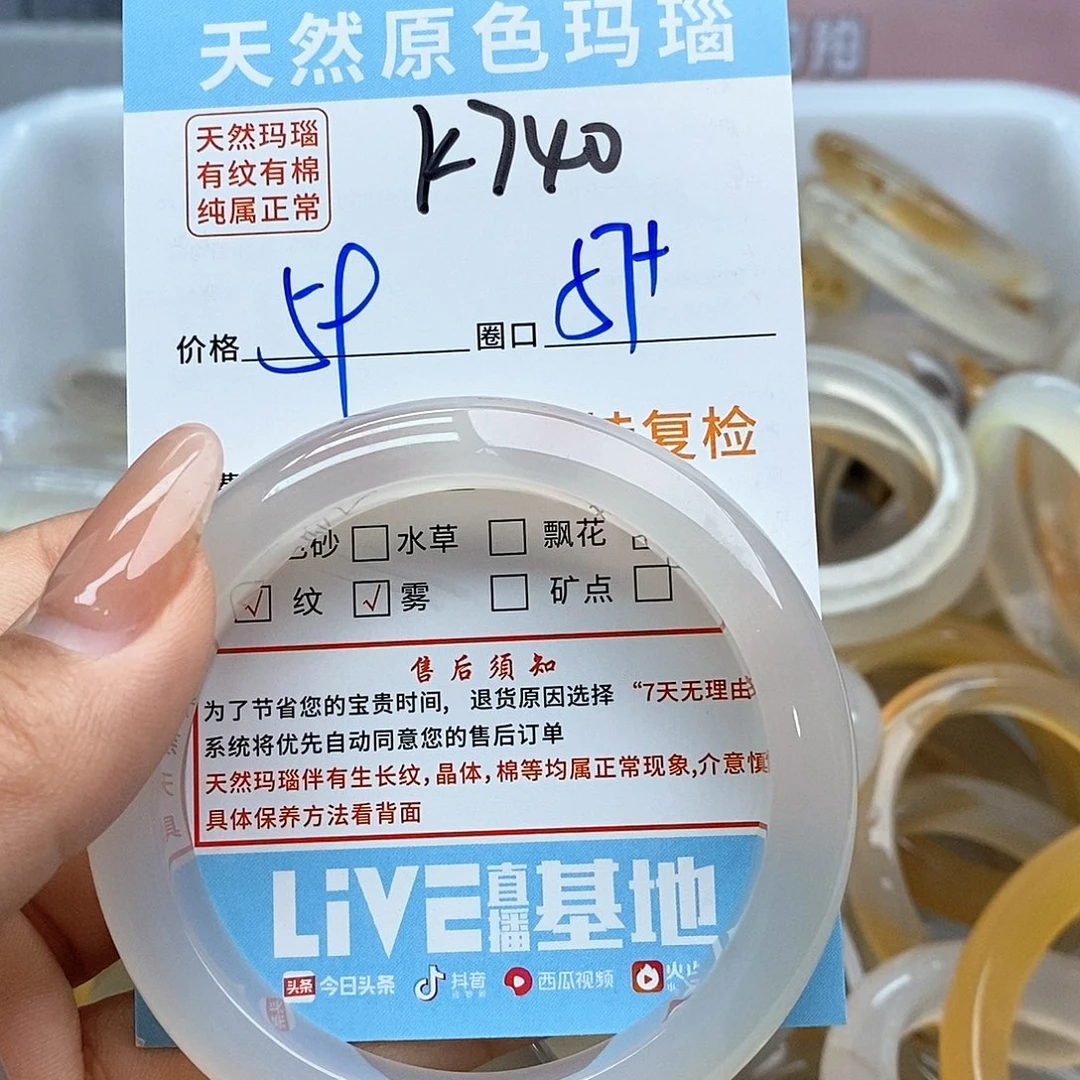 天然原色玛瑙
天然玛瑙
有纹有棉
纯属正常
K740
价格 59 圈口 57+
复检
砂 水草 飘花
√ 纹 √ 雾 矿点
售后须知
为了节省您的宝贵时间, 退货原因选择 “7天无理由
系统将优先自动同意您的售后订单
天然玛瑙伴有生长纹,晶体,棉等均属正常现象,介意慎
具体保养方法看背面
LiVE直播基地
头条 今日头条 抖音 西瓜视频 火